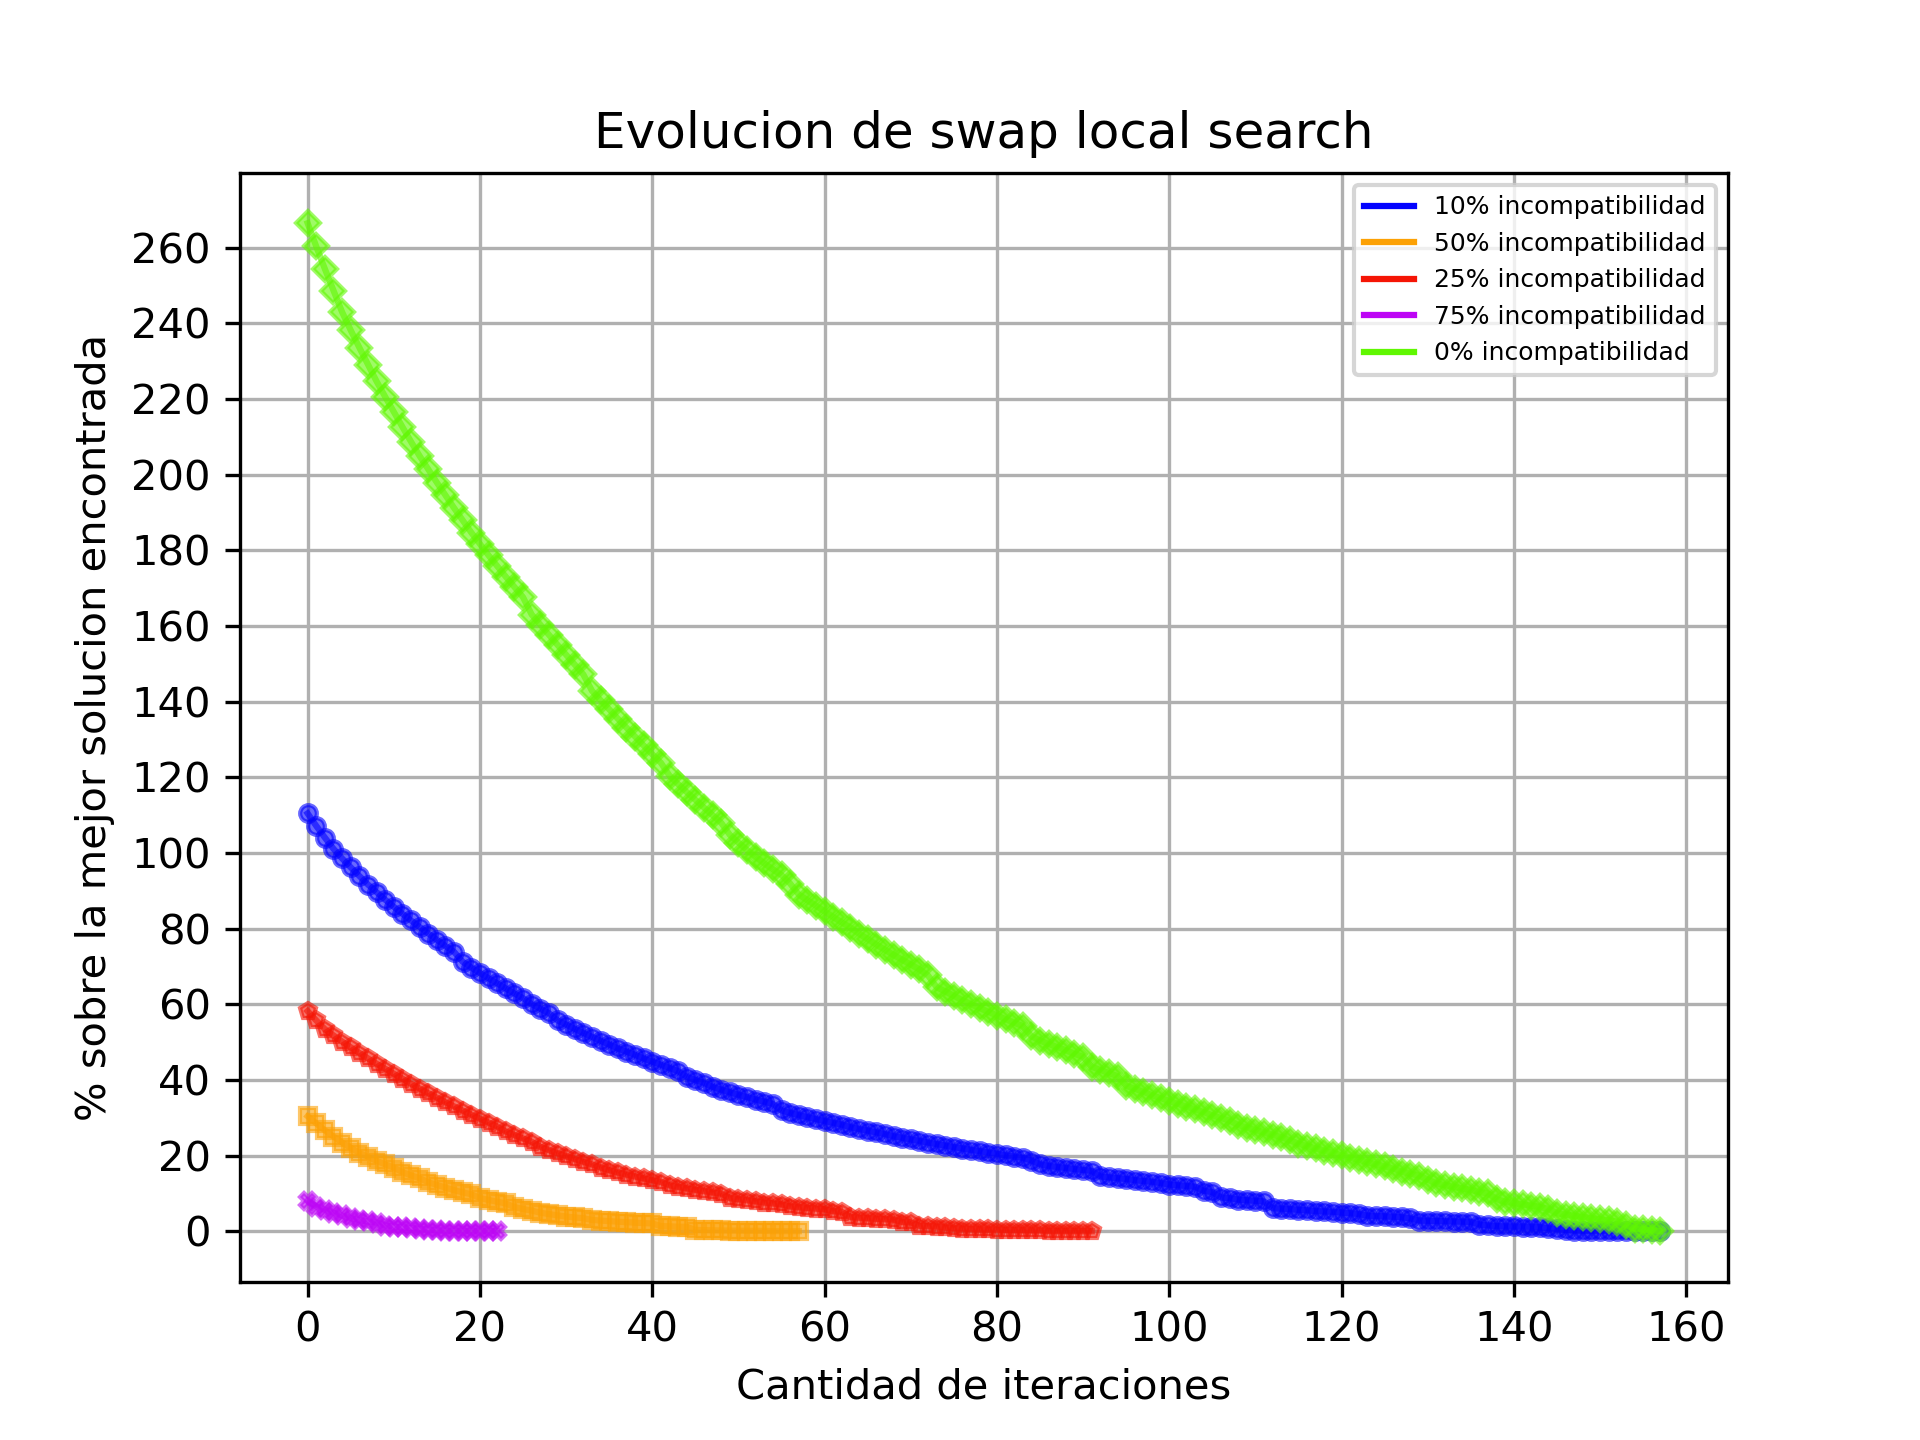 Evolucion de swap local search
10% incompatibilidad
50% incompatibilidad
25% incompatibilidad
75% incompatibilidad
0% incompatibilidad
% sobre la mejor solucion encontrada
260
240
220
200
180
160
140
120
100
80
60
40
20
0
0 20 40 60 80 100 120 140 160
Cantidad de iteraciones